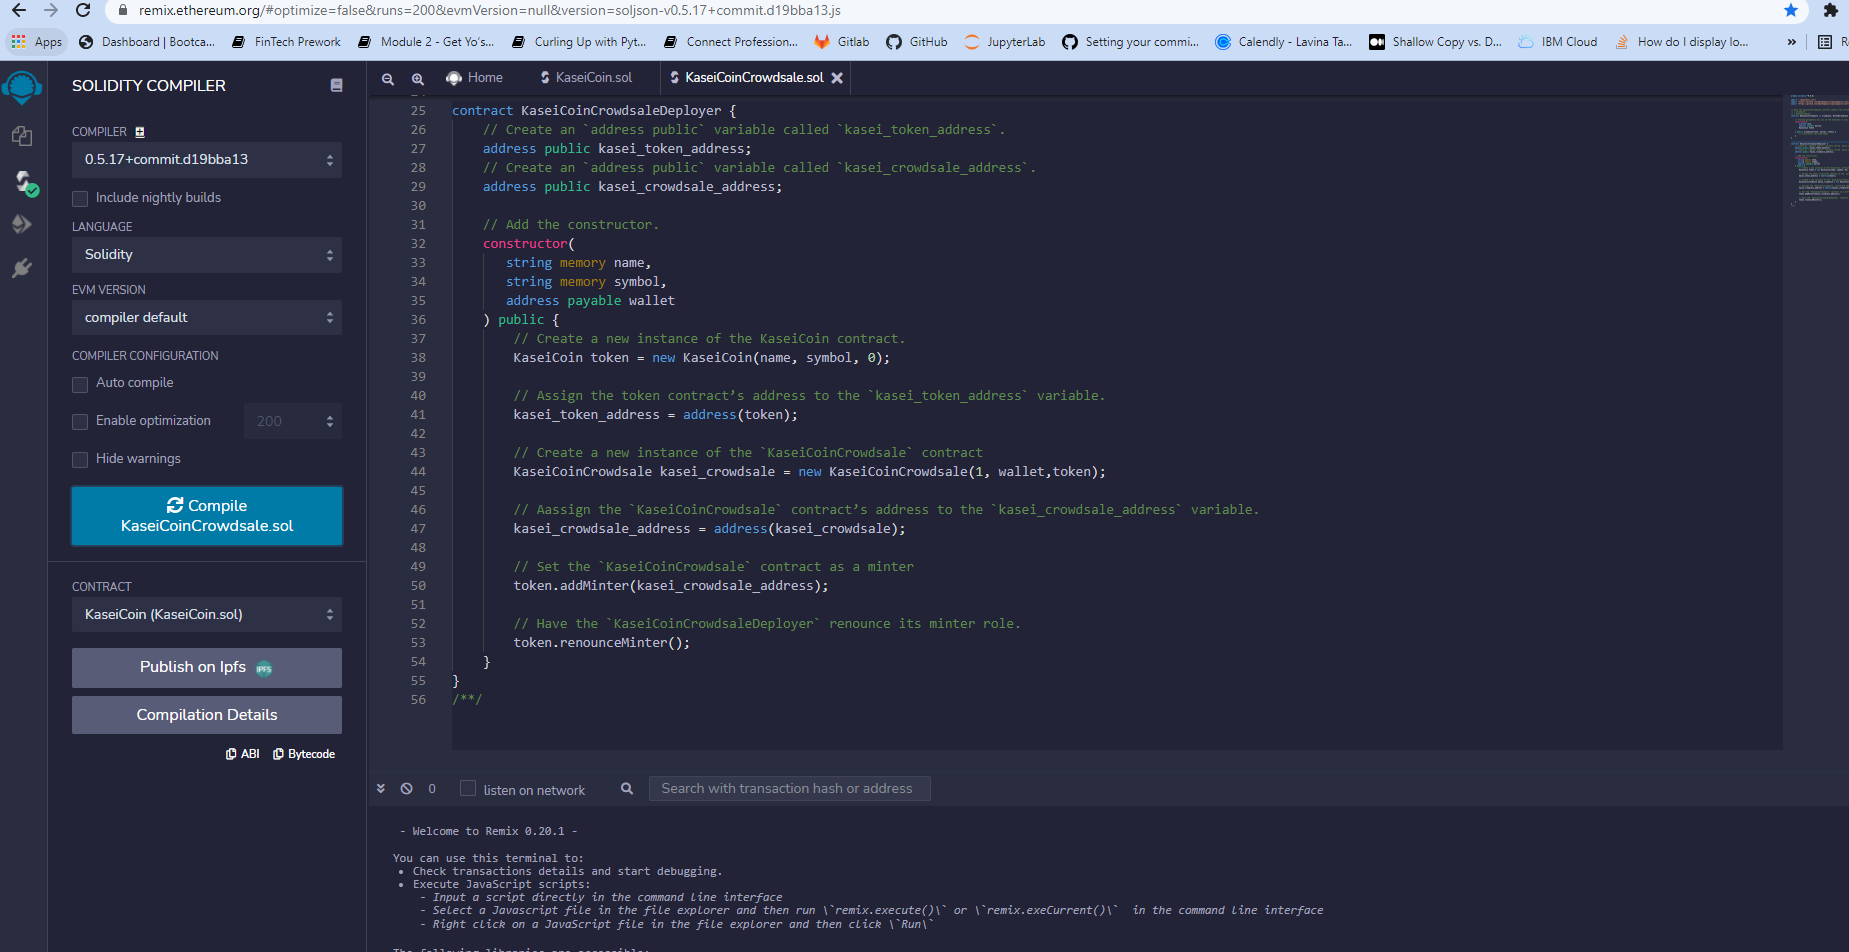 remix.ethereum.org/#optimize=false&runs=200&evmVersion=null&version=soljson-v0.5.17+commit.d19bba13.js
Apps Dashboard | Bootca... FinTech Prework Module 2 - Get Yo's... Curling Up with Pyt... Connect Profession... Gitlab GitHub JupyterLab Setting your commi... Calendly - Lavina Ta... Shallow Copy vs. D... IBM Cloud How do I display lo... » R
SOLIDITY COMPILER
COMPILER
0.5.17+commit.d19bba13
Include nightly builds
LANGUAGE
Solidity
EVM VERSION
compiler default
COMPILER CONFIGURATION
Auto compile
Enable optimization 200
Hide warnings
Compile
KaseiCoinCrowdsale.sol
CONTRACT
KaseiCoin (KaseiCoin.sol)
Publish on Ipfs IPFS
Compilation Details
ABI Bytecode
Home KaseiCoin.sol KaseiCoinCrowdsale.sol
25 contract KaseiCoinCrowdsaleDeployer {
26 // Create an `address public` variable called `kasei_token_address`.
27 address public kasei_token_address;
28 // Create an `address public` variable called `kasei_crowdsale_address`.
29 address public kasei_crowdsale_address;
30
31 // Add the constructor.
32 constructor(
33 string memory name,
34 string memory symbol,
35 address payable wallet
36 ) public {
37 // Create a new instance of the KaseiCoin contract.
38 KaseiCoin token = new KaseiCoin(name, symbol, 0);
39
40 // Assign the token contract’s address to the `kasei_token_address` variable.
41 kasei_token_address = address(token);
42
43 // Create a new instance of the `KaseiCoinCrowdsale` contract
44 KaseiCoinCrowdsale kasei_crowdsale = new KaseiCoinCrowdsale(1, wallet,token);
45
46 // Aassign the `KaseiCoinCrowdsale` contract’s address to the `kasei_crowdsale_address` variable.
47 kasei_crowdsale_address = address(kasei_crowdsale);
48
49 // Set the `KaseiCoinCrowdsale` contract as a minter
50 token.addMinter(kasei_crowdsale_address);
51
52 // Have the `KaseiCoinCrowdsaleDeployer` renounce its minter role.
53 token.renounceMinter();
54 }
55 }
56 /**/
0 listen on network Search with transaction hash or address
- Welcome to Remix 0.20.1 -
You can use this terminal to:
• Check transactions details and start debugging.
• Execute JavaScript scripts:
- Input a script directly in the command line interface
- Select a Javascript file in the file explorer and then run \`remix.execute()\` or \`remix.exeCurrent()\` in the command line interface
- Right click on a JavaScript file in the file explorer and then click \`Run\`